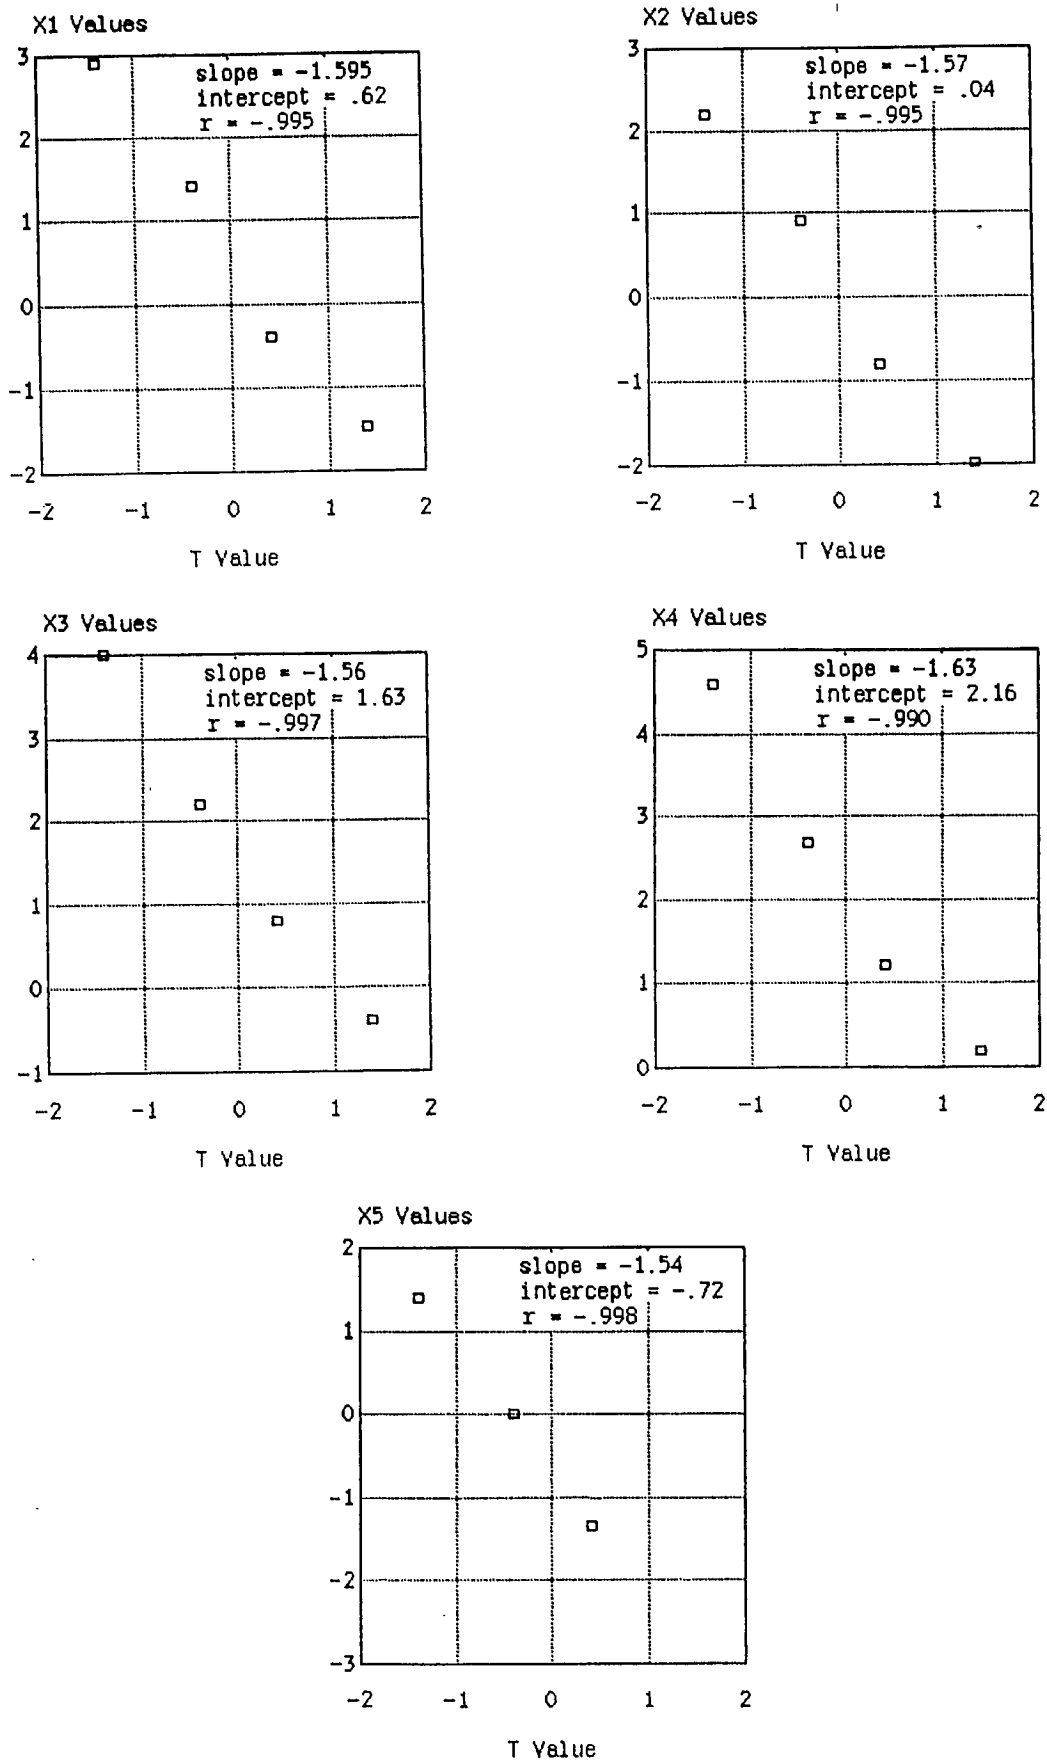 X1 Values
3
slope = -1.595
intercept = .62
r = -.995
2
1
0
-1
-2
-2 -1 0 1 2
T Value
X2 Values
3
slope = -1.57
intercept = .04
r = -.995
2
1
0
-1
-2
-2 -1 0 1 2
T Value
X3 Values
4
slope = -1.56
intercept = 1.63
r = -.997
3
2
1
0
-1
-2 -1 0 1 2
T Value
X4 Values
5
slope = -1.63
intercept = 2.16
r = -.990
4
3
2
1
0
-2 -1 0 1 2
T Value
X5 Values
2
slope = -1.54
intercept = -.72
r = -.998
1
0
-1
-2
-3
-2 -1 0 1 2
T Value